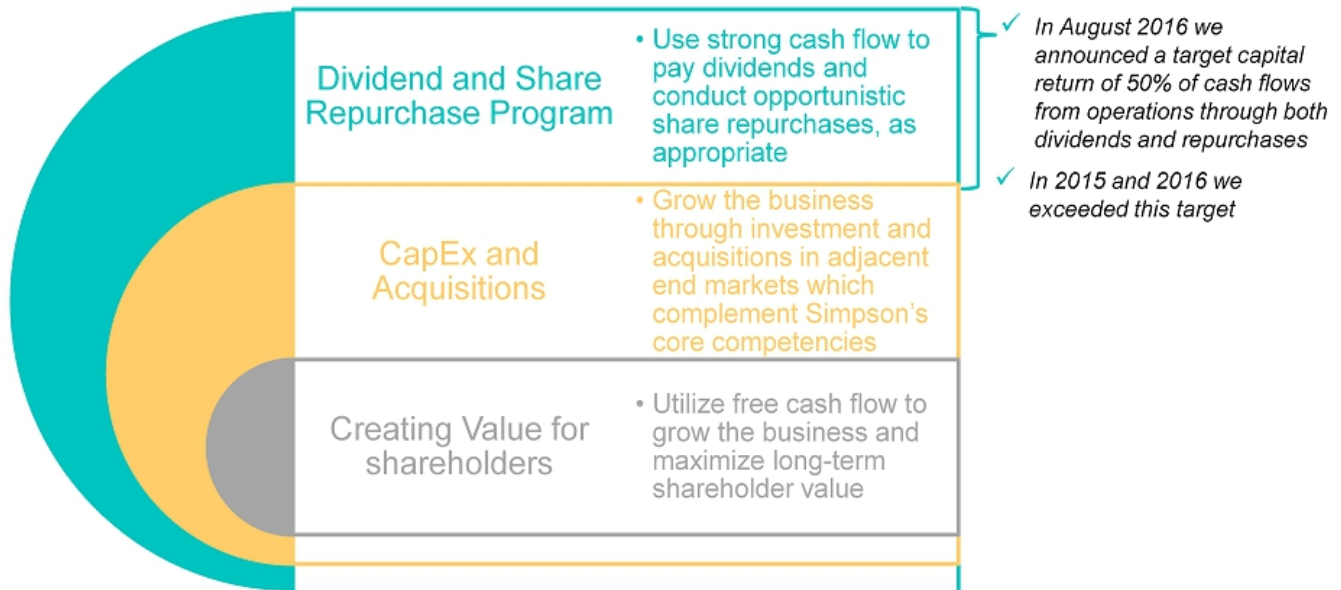 Dividend and Share
Repurchase Program
• Use strong cash flow to
pay dividends and
conduct opportunistic
share repurchases, as
appropriate
✓ In August 2016 we
announced a target capital
return of 50% of cash flows
from operations through both
dividends and repurchases
✓ In 2015 and 2016 we
exceeded this target
CapEx and
Acquisitions
• Grow the business
through investment and
acquisitions in adjacent
end markets which
complement Simpson’s
core competencies
Creating Value for
shareholders
• Utilize free cash flow to
grow the business and
maximize long-term
shareholder value